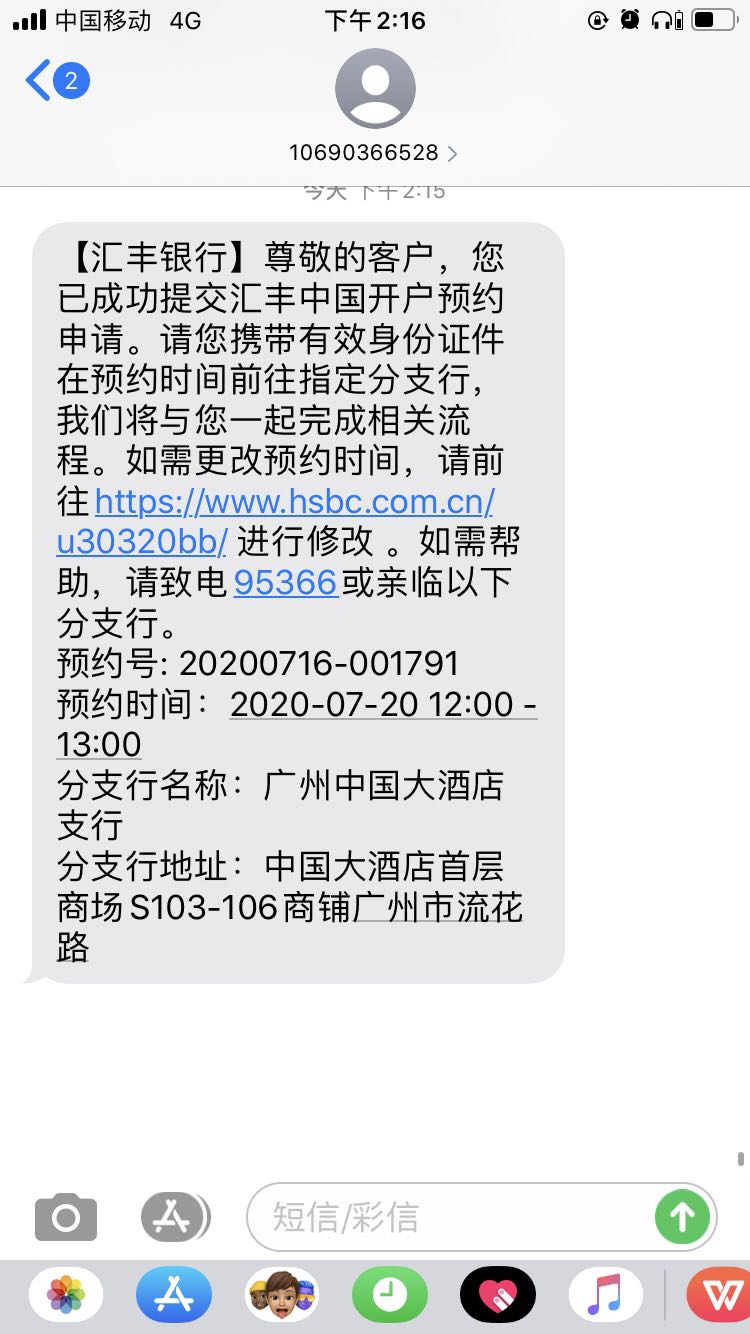 中国移动 4G 下午2:16
2
10690366528
今天 下午2:15
【汇丰银行】尊敬的客户，您
已成功提交汇丰中国开户预约
申请。请您携带有效身份证件
在预约时间前往指定分支行，
我们将与您一起完成相关流
程。如需更改预约时间，请前
往https://www.hsbc.com.cn/
u30320bb/ 进行修改 。如需帮
助，请致电95366或亲临以下
分支行。
预约号: 20200716-001791
预约时间：2020-07-20 12:00 -
13:00
分支行名称：广州中国大酒店
支行
分支行地址：中国大酒店首层
商场S103-106商铺广州市流花
路
短信/彩信